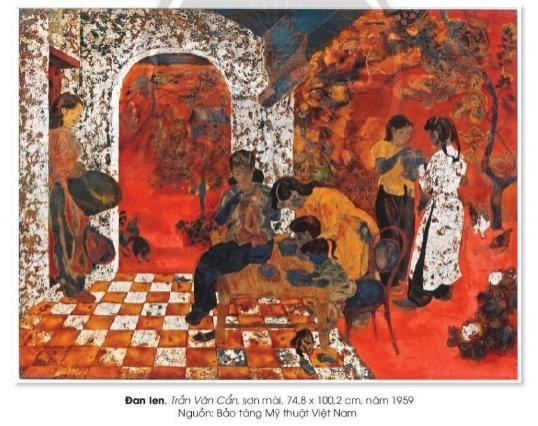 Đan len, Trần Văn Cẩn, sơn mài, 74,8 x 100,2 cm, năm 1959
Nguồn: Bảo tàng Mỹ thuật Việt Nam